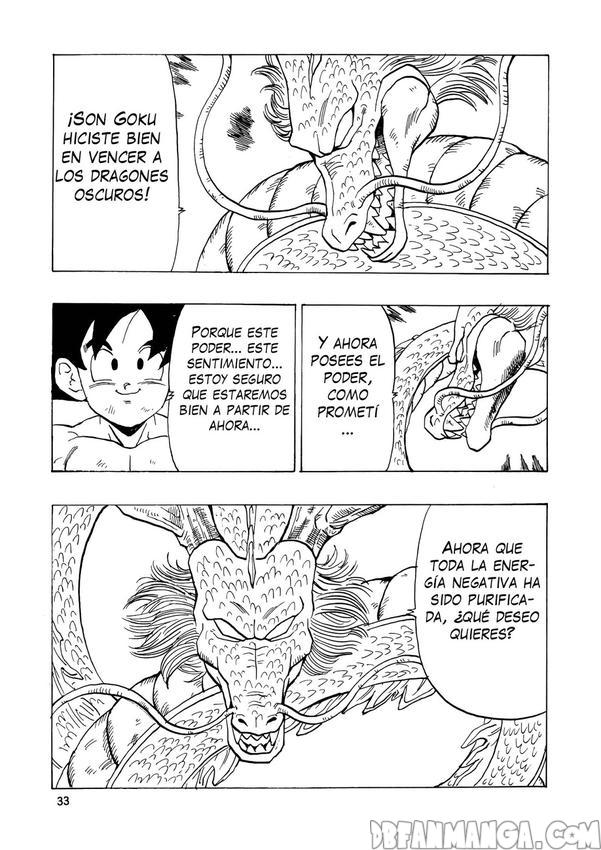 ¡SON GOKU
HICISTE BIEN
EN VENCER A
LOS DRAGONES
OSCUROS!
Y AHORA
POSEES EL
PODER,
COMO
PROMETÍ
...
PORQUE ESTE
PODER... ESTE
SENTIMIENTO...
ESTOY SEGURO
QUE ESTAREMOS
BIEN A PARTIR DE
AHORA...
AHORA QUE
TODA LA ENER-
GÍA NEGATIVA HA
SIDO PURIFICA-
DA, ¿QUÉ DESEO
QUIERES?
33
DBFANMANGA.COM